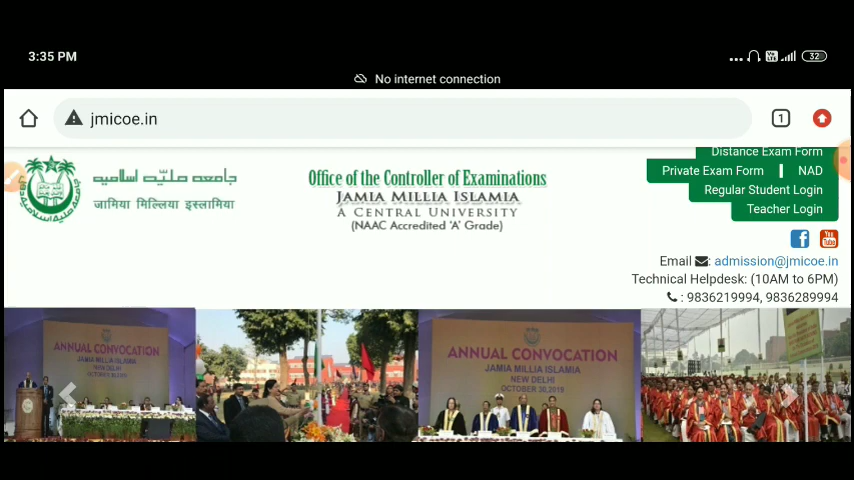 3:35 PM
32
No internet connection
jmicoe.in
1
Distance Exam Form
Private Exam Form | NAD
Regular Student Login
Teacher Login
جامعہ ملیّہ اسلامیہ
जामिया मिल्लिया इस्लामिया
Office of the Controller of Examinations
JAMIA MILLIA ISLAMIA
A CENTRAL UNIVERSITY
(NAAC Accredited 'A' Grade)
You
Tube
Email : admission@jmicoe.in
Technical Helpdesk: (10AM to 6PM)
: 9836219994, 9836289994
ANNUAL CONVOCATION
JAMIA MILLIA ISLAMIA
NEW DELHI
ANNUAL CONVOCATION
JAMIA MILLIA ISLAMIA
NEW DELHI
OCTOBER 30, 2019